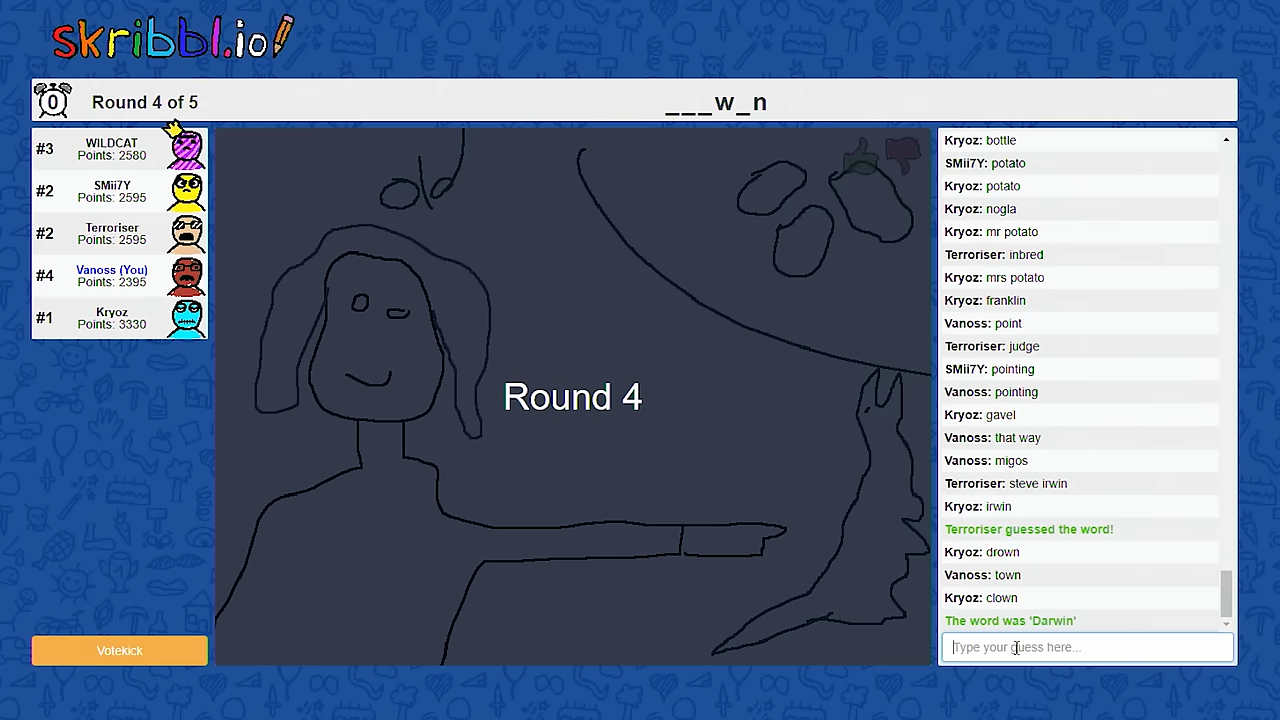 skribbl.io
0
Round 4 of 5
___w_n
#3
WILDCAT
Points: 2580
#2
SMii7Y
Points: 2595
#2
Terroriser
Points: 2595
#4
Vanoss (You)
Points: 2395
#1
Kryoz
Points: 3330
Votekick
Round 4
Kryoz: bottle
SMii7Y: potato
Kryoz: potato
Kryoz: nogla
Kryoz: mr potato
Terroriser: inbred
Kryoz: mrs potato
Kryoz: franklin
Vanoss: point
Terroriser: judge
SMii7Y: pointing
Vanoss: pointing
Kryoz: gavel
Vanoss: that way
Vanoss: migos
Terroriser: steve irwin
Kryoz: irwin
Terroriser guessed the word!
Kryoz: drown
Vanoss: town
Kryoz: clown
The word was 'Darwin'
Type your guess here...